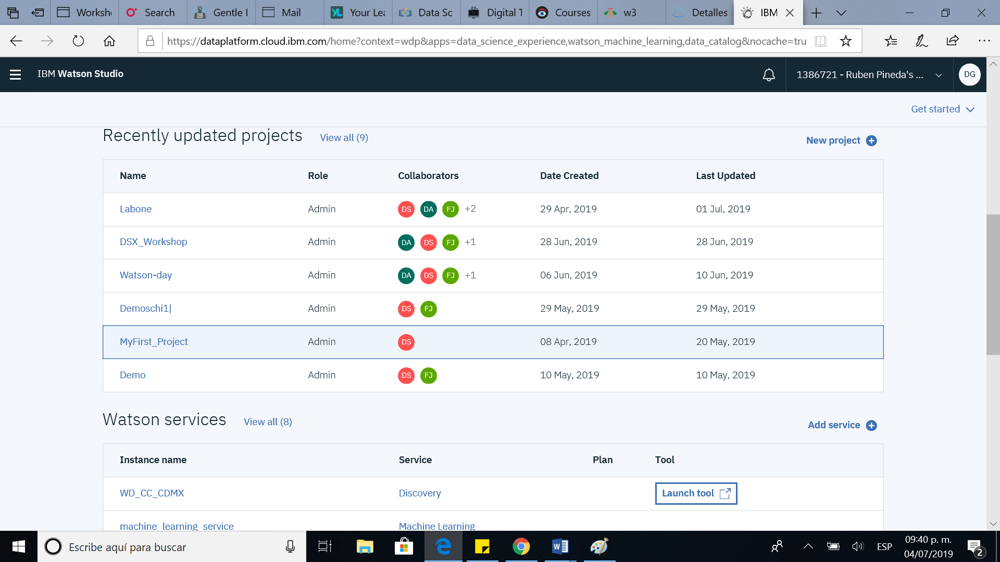 Worksh
Search
Gentle I
Mail
Your Lea
Data Sc
Digital T
Courses
w3
Detalles
IBM
https://dataplatform.cloud.ibm.com/home?context=wdp&apps=data_science_experience,watson_machine_learning,data_catalog&nocache=tru
IBM Watson Studio
1386721 - Ruben Pineda's ...
DG
Get started
Recently updated projects View all (9) New project
Name Role Collaborators Date Created Last Updated
Labone Admin DS DA FJ +2 29 Apr, 2019 01 Jul, 2019
DSX_Workshop Admin DA DS FJ +1 28 Jun, 2019 28 Jun, 2019
Watson-day Admin DA DS FJ +1 06 Jun, 2019 10 Jun, 2019
Demoschi1| Admin DS FJ 29 May, 2019 29 May, 2019
MyFirst_Project Admin DS 08 Apr, 2019 20 May, 2019
Demo Admin DS FJ 10 May, 2019 10 May, 2019
Watson services View all (8) Add service
Instance name Service Plan Tool
WD_CC_CDMX Discovery Launch tool
machine_learning_service Machine Learning
Escribe aquí para buscar
ESP
09:40 p. m.
04/07/2019
2